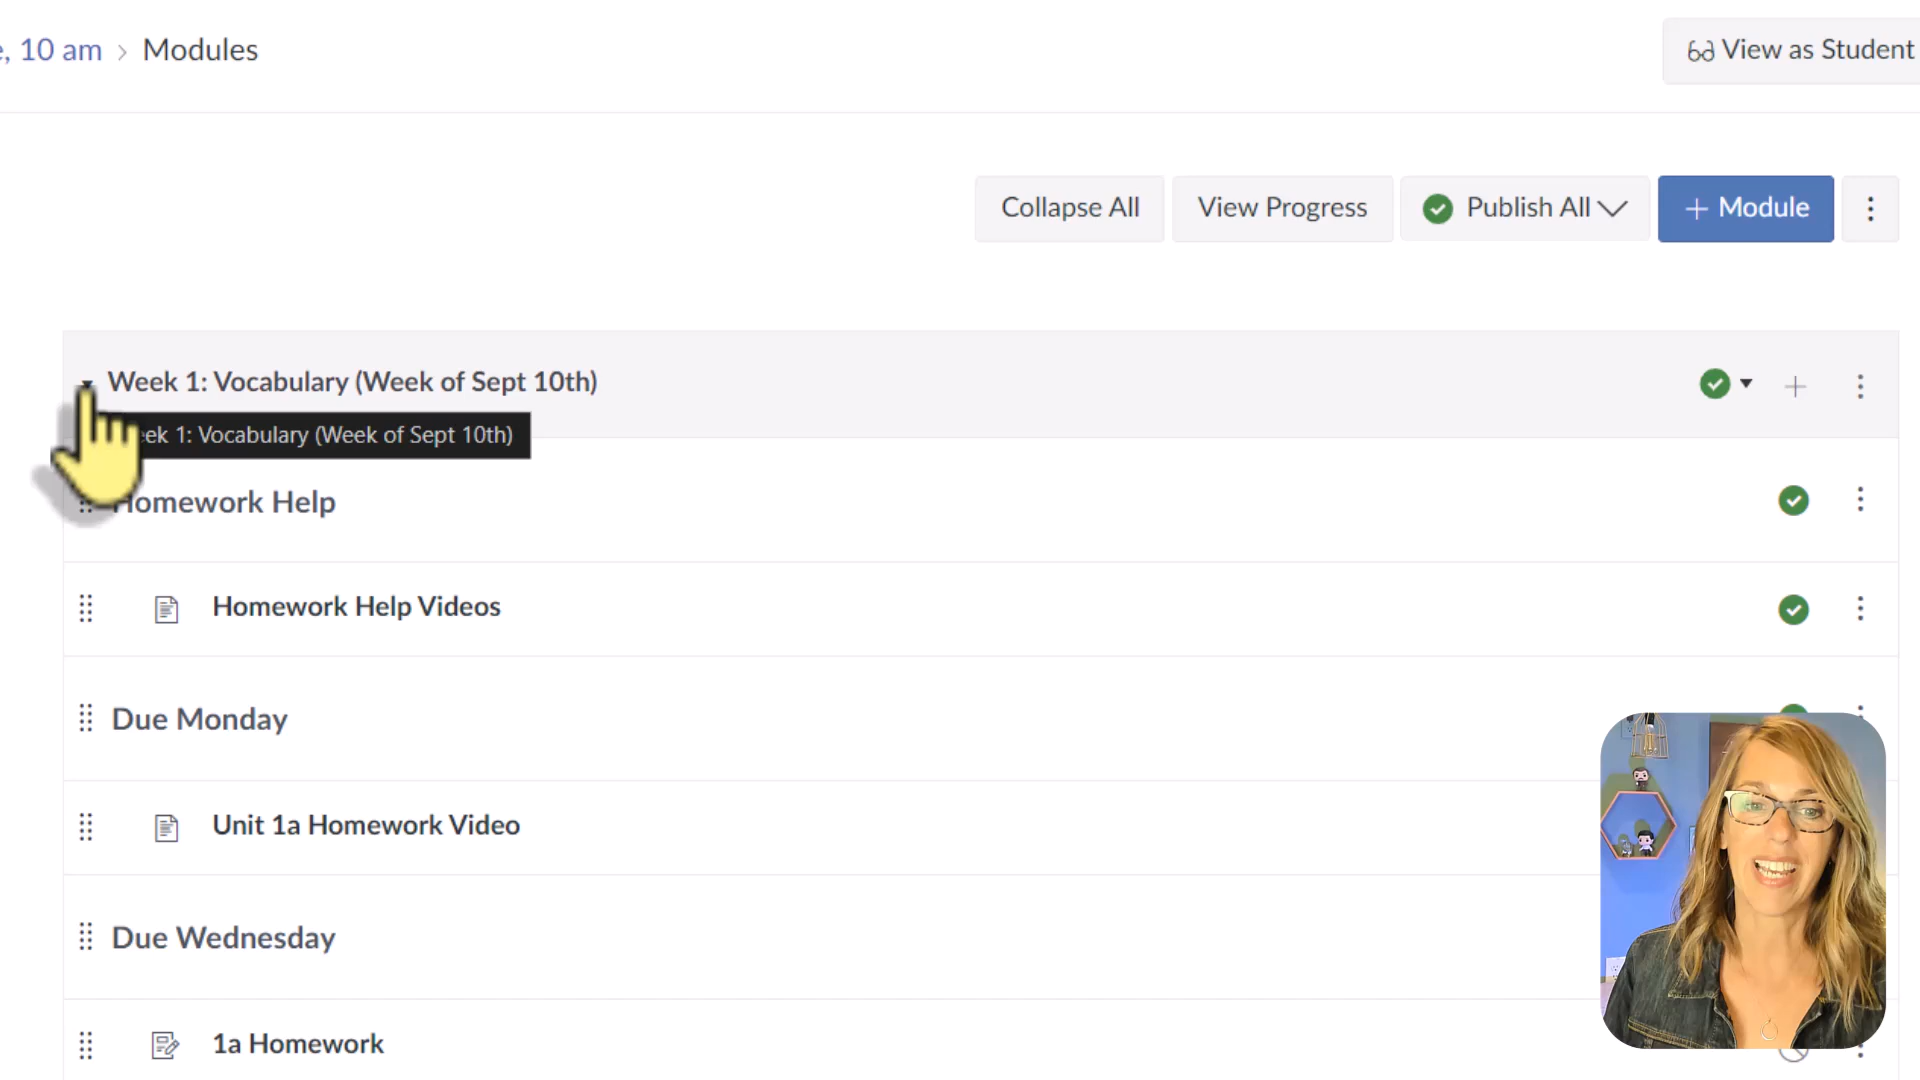 , 10 am > Modules
View as Student
Collapse All
View Progress
Publish All
+ Module
Week 1: Vocabulary (Week of Sept 10th)
1: Vocabulary (Week of Sept 10th)
Homework Help
Homework Help Videos
Due Monday
Unit 1a Homework Video
Due Wednesday
1a Homework